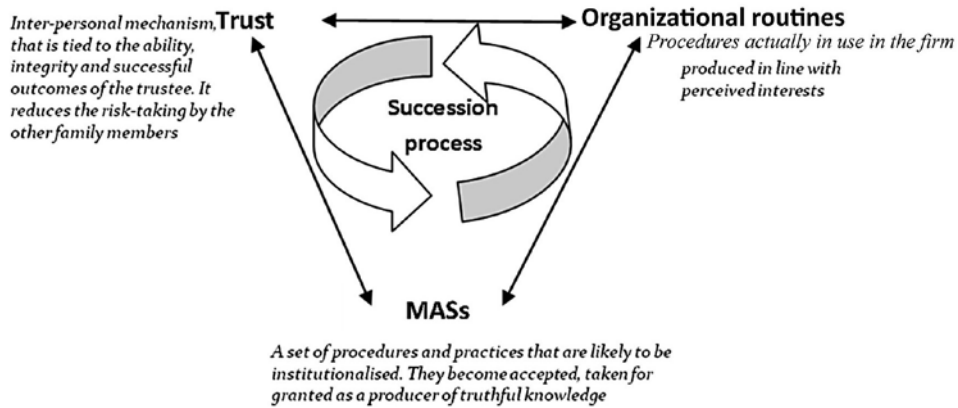 Inter-personal mechanism,
that is tied to the ability,
integrity and successful
outcomes of the trustee. It
reduces the risk-taking by the
other family members
Trust
Organizational routines
Procedures actually in use in the firm
produced in line with
perceived interests
Succession
process
MASs
A set of procedures and practices that are likely to be
institutionalised. They become accepted, taken for
granted as a producer of truthful knowledge